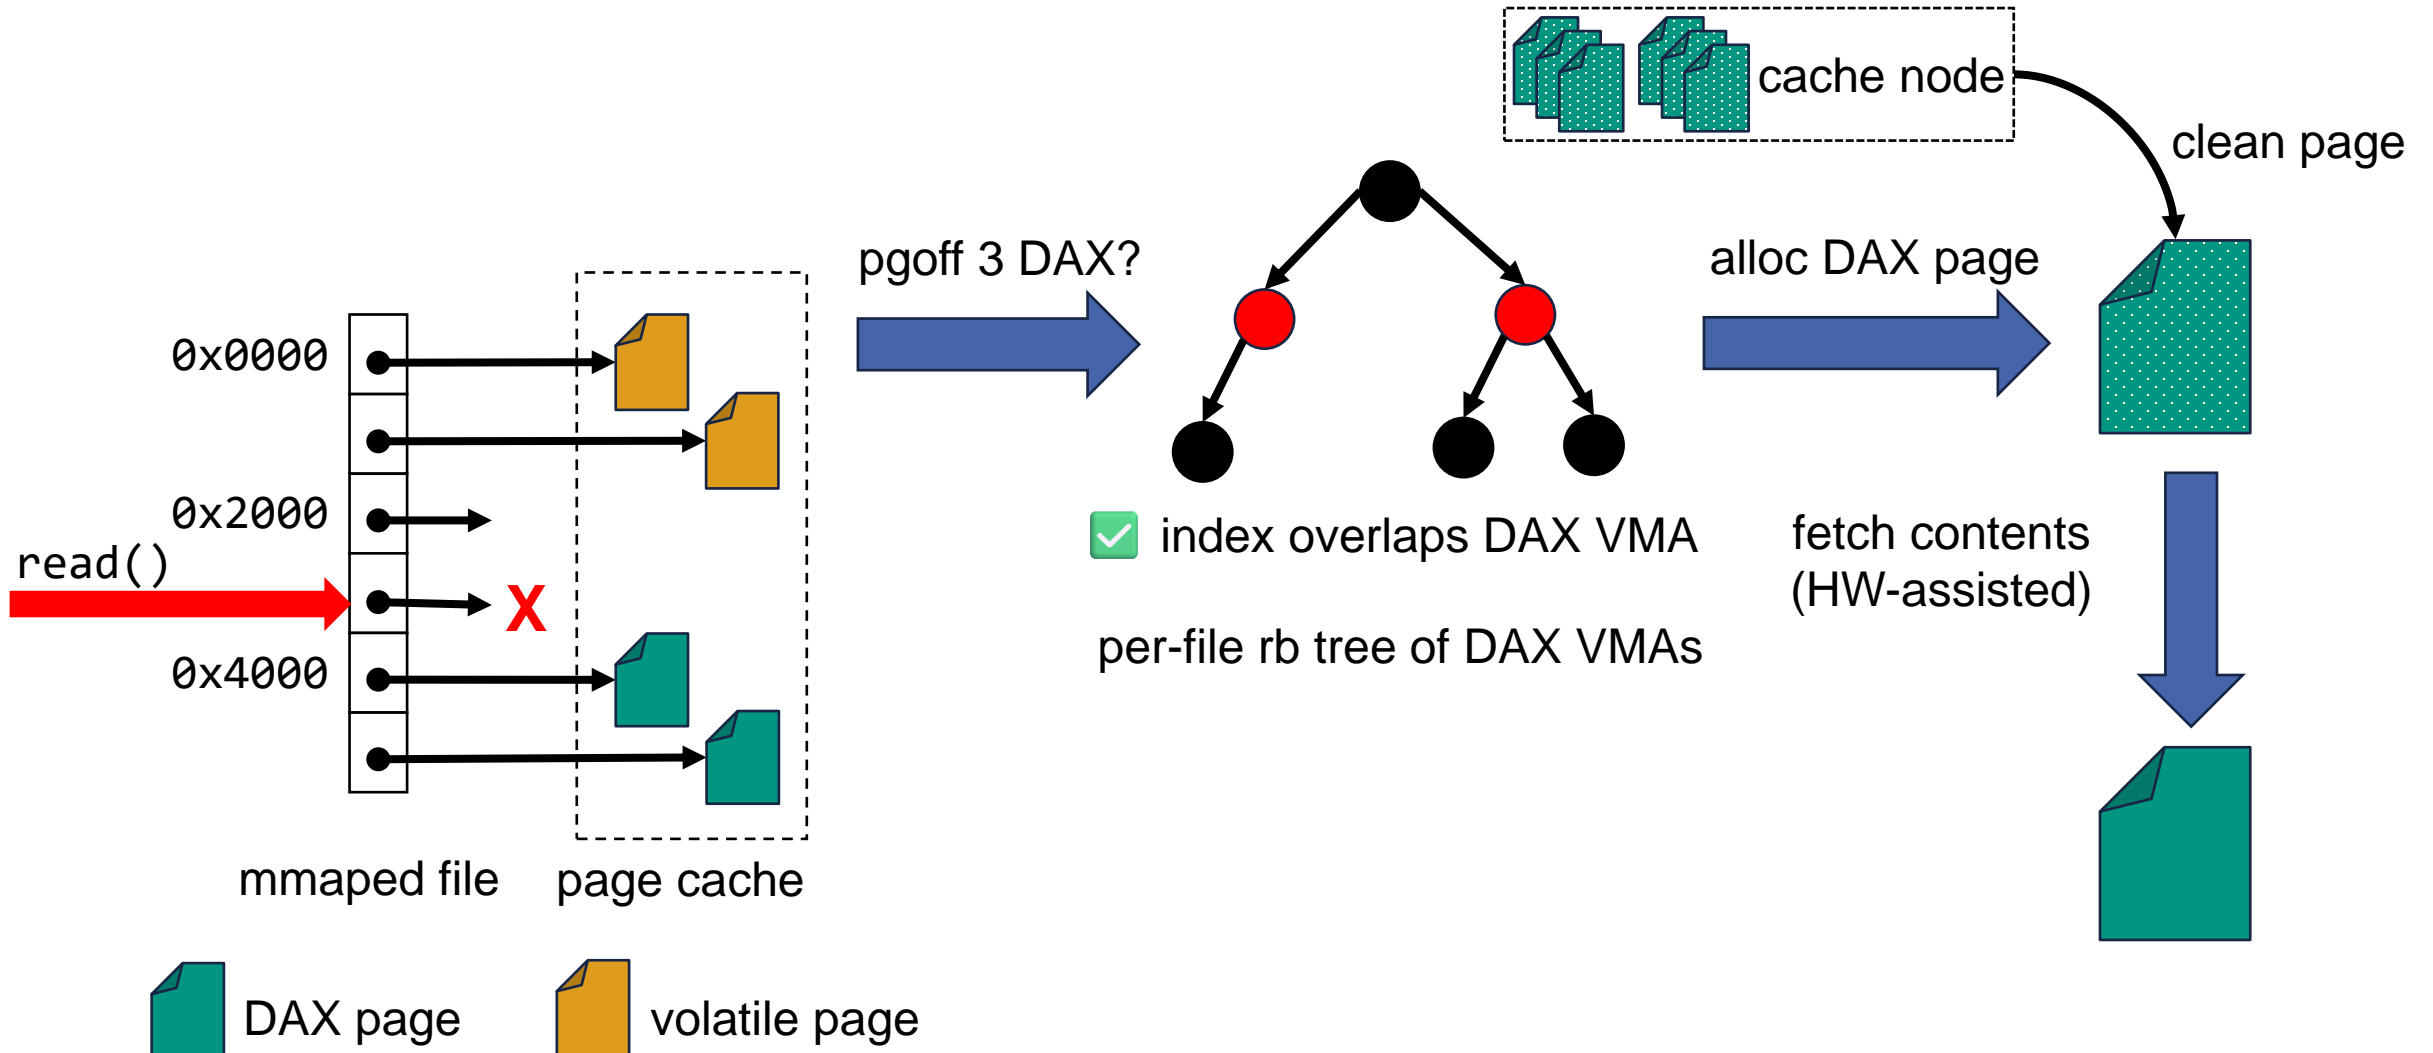 cache node
clean page
pgoff 3 DAX?
alloc DAX page
0x0000
0x2000
read()
X
0x4000
index overlaps DAX VMA
fetch contents
(HW-assisted)
per-file rb tree of DAX VMAs
mmaped file
page cache
DAX page
volatile page